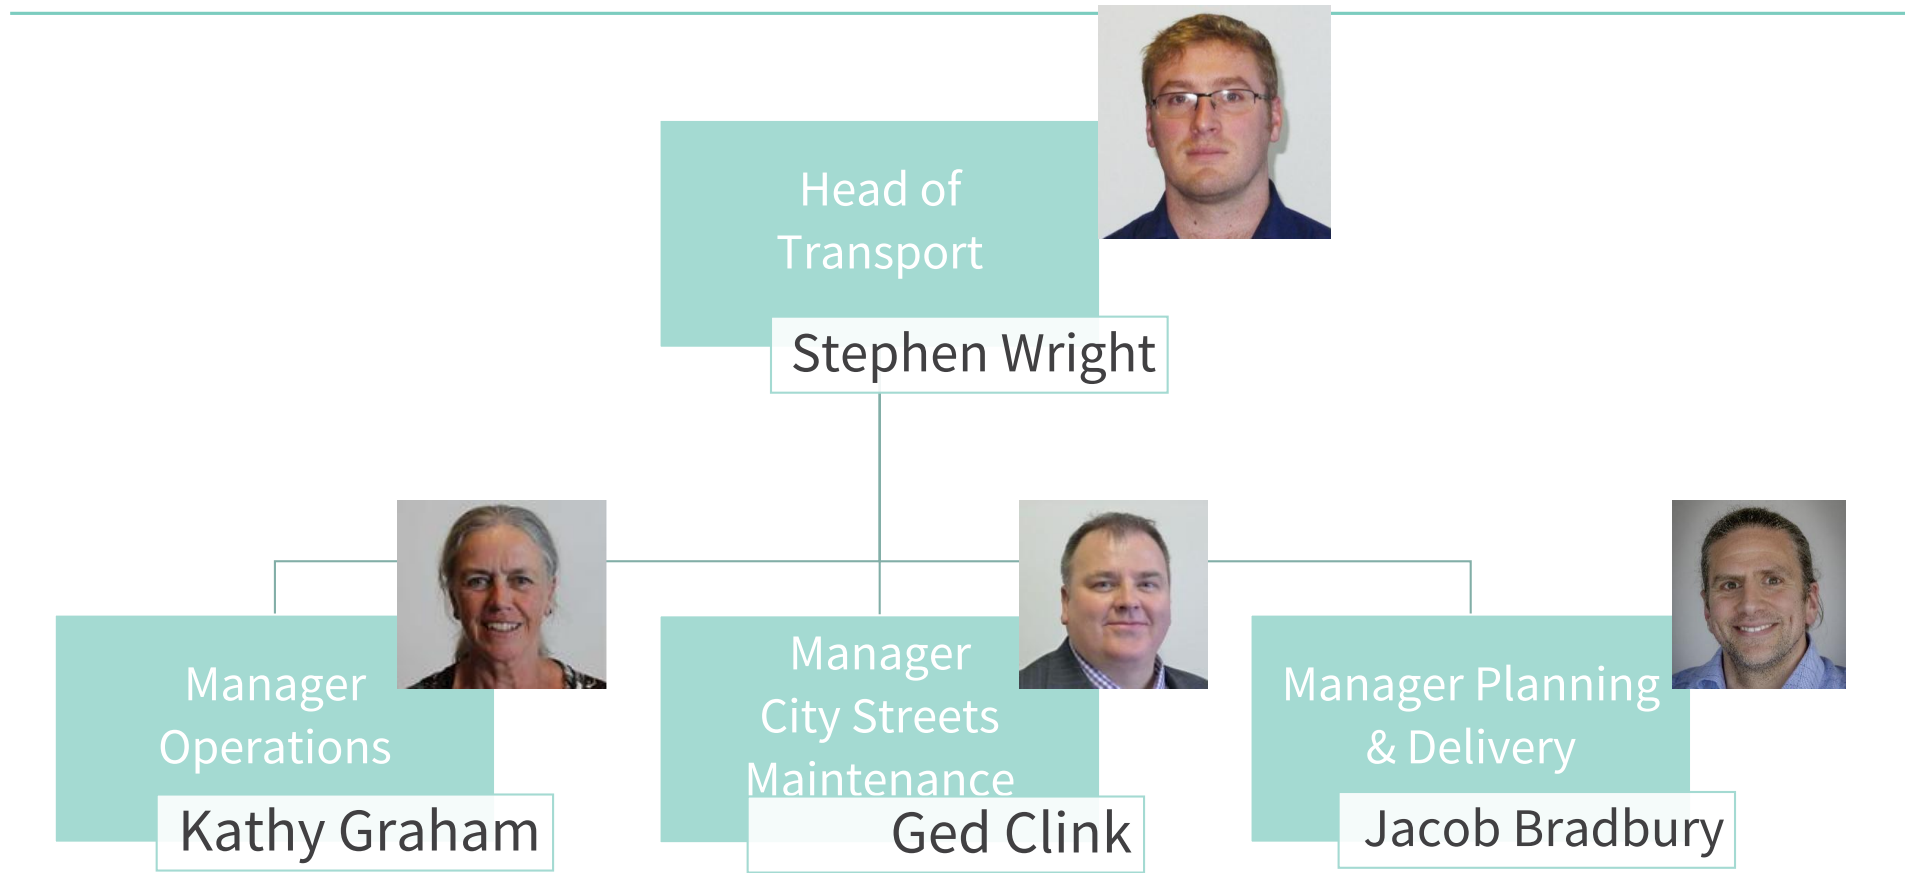 Head of
Transport
Stephen Wright
Manager
Operations
Kathy Graham
Manager
City Streets
Maintenance
Ged Clink
Manager Planning
& Delivery
Jacob Bradbury